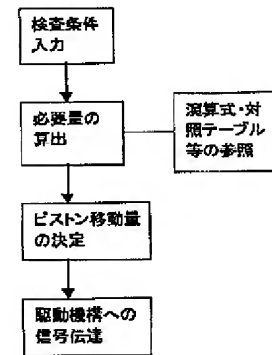 検査条件
入力
必要量の
算出
演算式・対
照テーブル
等の参照
ピストン移動量
の決定
駆動機構への
信号伝達